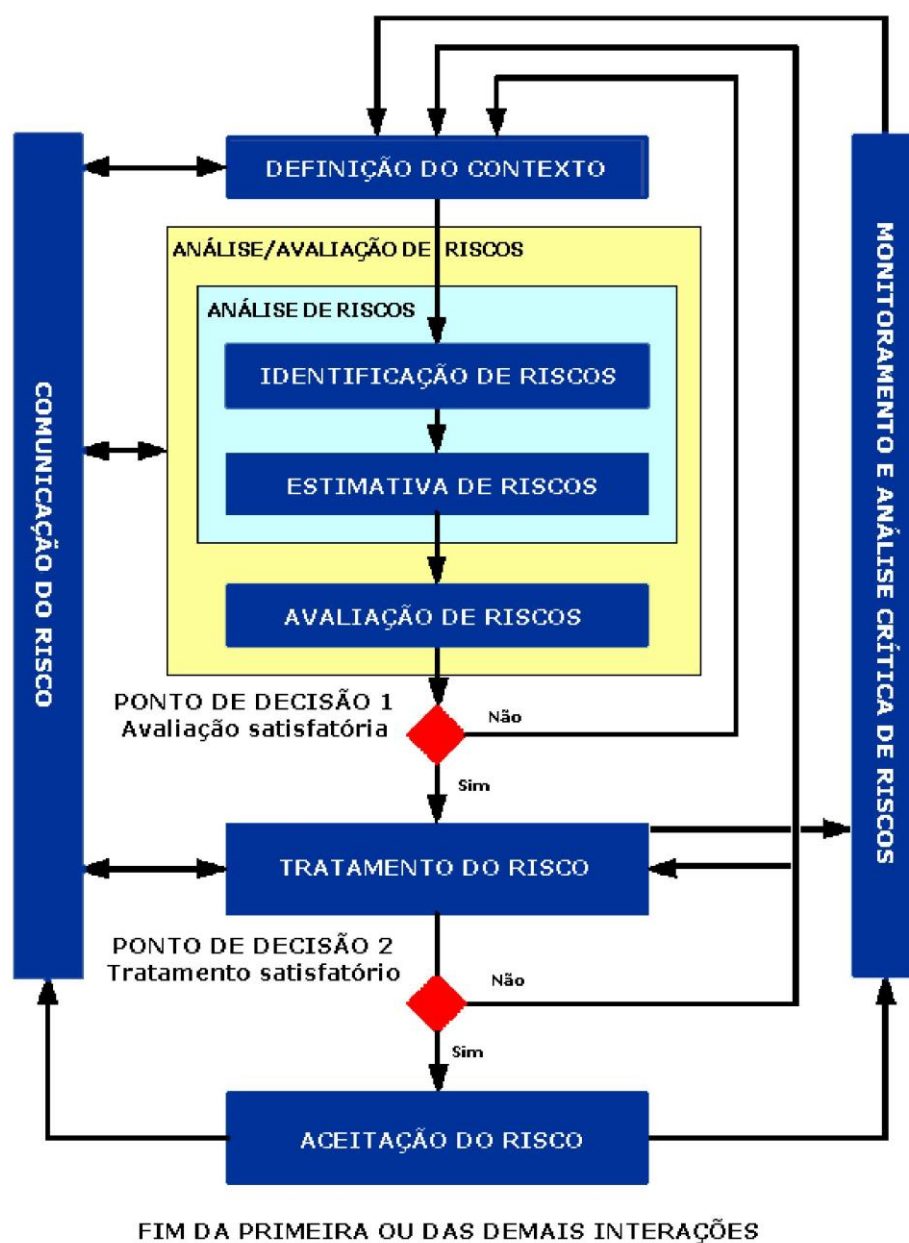 DEFINIÇÃO DO CONTEXTO
ANÁLISE/AVALIAÇÃO DE RISCOS
ANÁLISE DE RISCOS
IDENTIFICAÇÃO DE RISCOS
ESTIMATIVA DE RISCOS
AVALIAÇÃO DE RISCOS
COMUNICAÇÃO DO RISCO
MONITORAMENTO E ANÁLISE CRÍTICA DE RISCOS
PONTO DE DECISÃO 1
Avaliação satisfatória
Não
Sim
TRATAMENTO DO RISCO
PONTO DE DECISÃO 2
Tratamento satisfatório
Não
Sim
ACEITAÇÃO DO RISCO
FIM DA PRIMEIRA OU DAS DEMAIS INTERAÇÕES